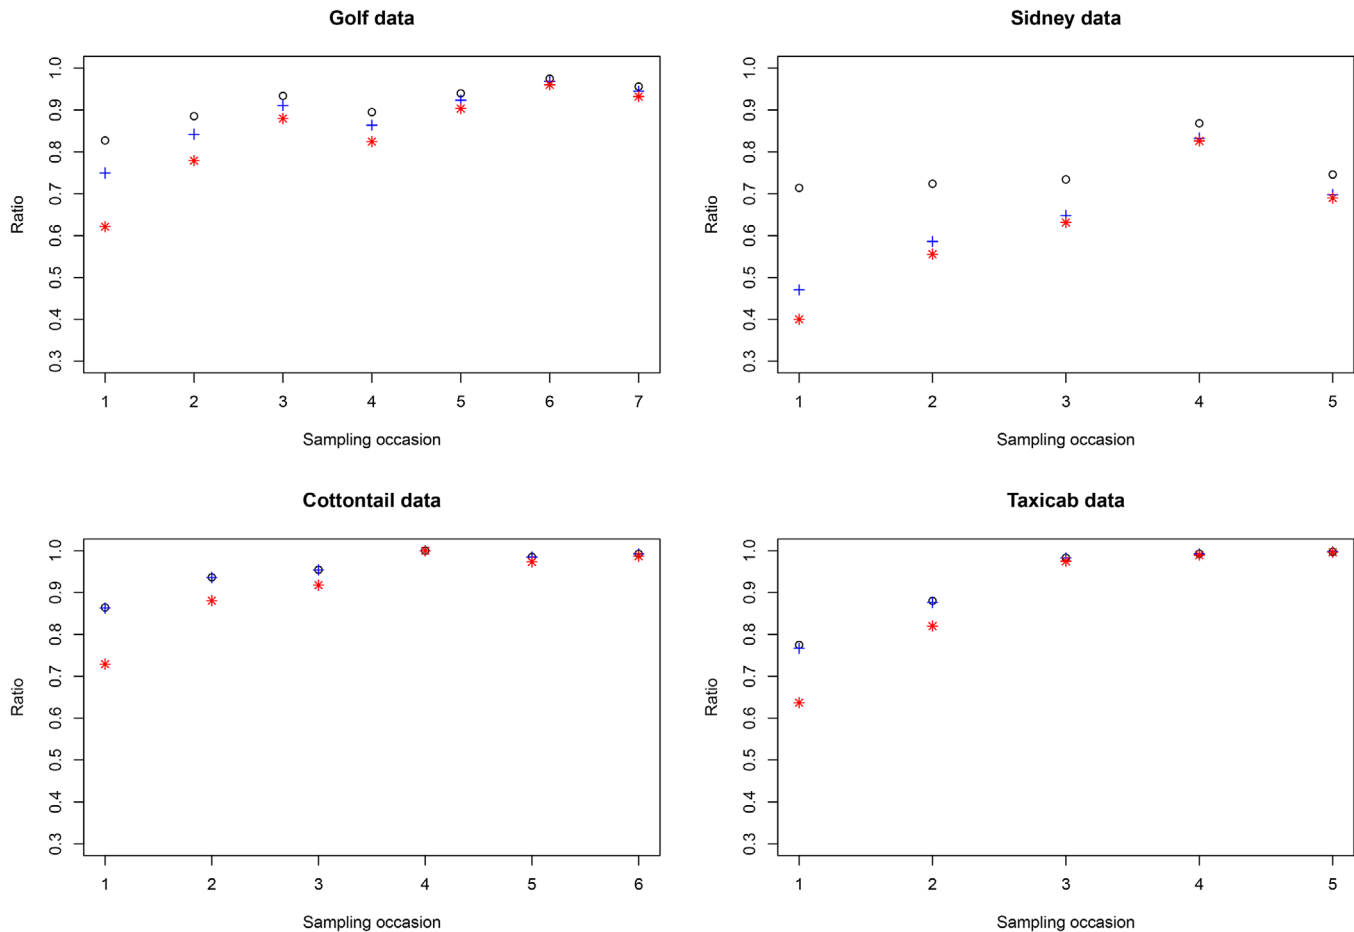 Golf data
1.0
0.9
0.8
0.7
0.6
0.5
0.4
0.3
Ratio
1 2 3 4 5 6 7
Sampling occasion
Sidney data
1.0
0.9
0.8
0.7
0.6
0.5
0.4
0.3
Ratio
1 2 3 4 5
Sampling occasion
Cottontail data
1.0
0.9
0.8
0.7
0.6
0.5
0.4
0.3
Ratio
1 2 3 4 5 6
Sampling occasion
Taxicab data
1.0
0.9
0.8
0.7
0.6
0.5
0.4
0.3
Ratio
1 2 3 4 5
Sampling occasion